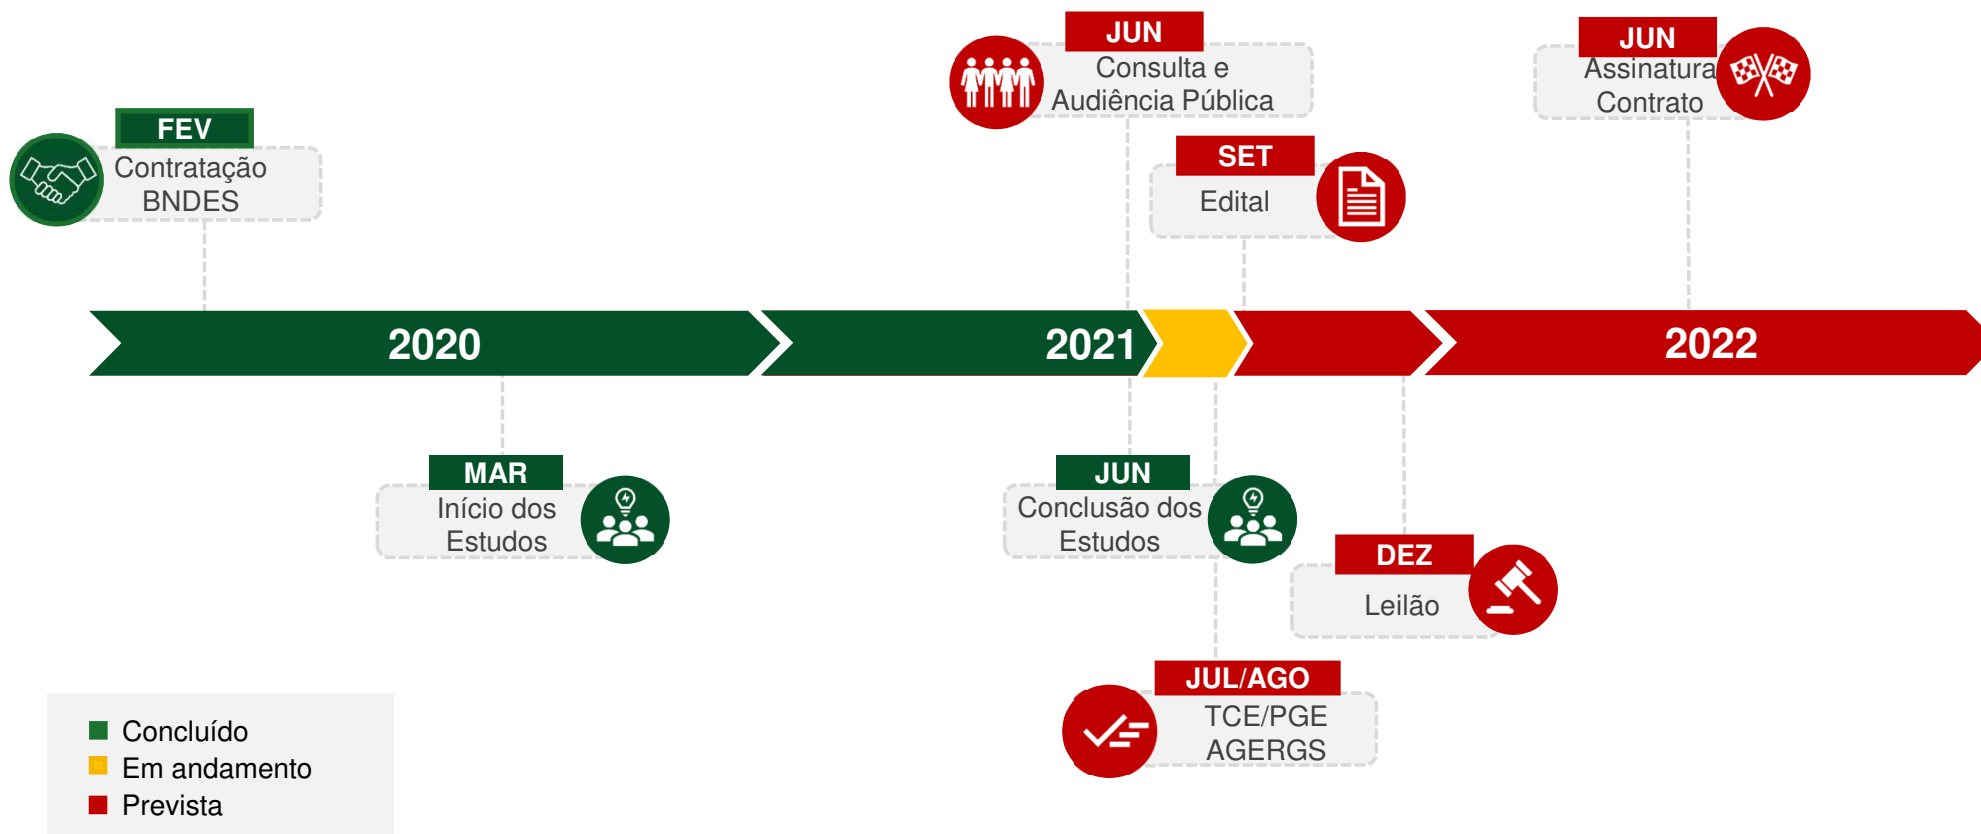 JUN
Consulta e
Audiência Pública
JUN
Assinatura
Contrato
FEV
Contratação
BNDES
SET
Edital
2020
2021
2022
MAR
Início dos
Estudos
JUN
Conclusão dos
Estudos
DEZ
Leilão
JUL/AGO
TCE/PGE
AGERGS
Concluído
Em andamento
Prevista